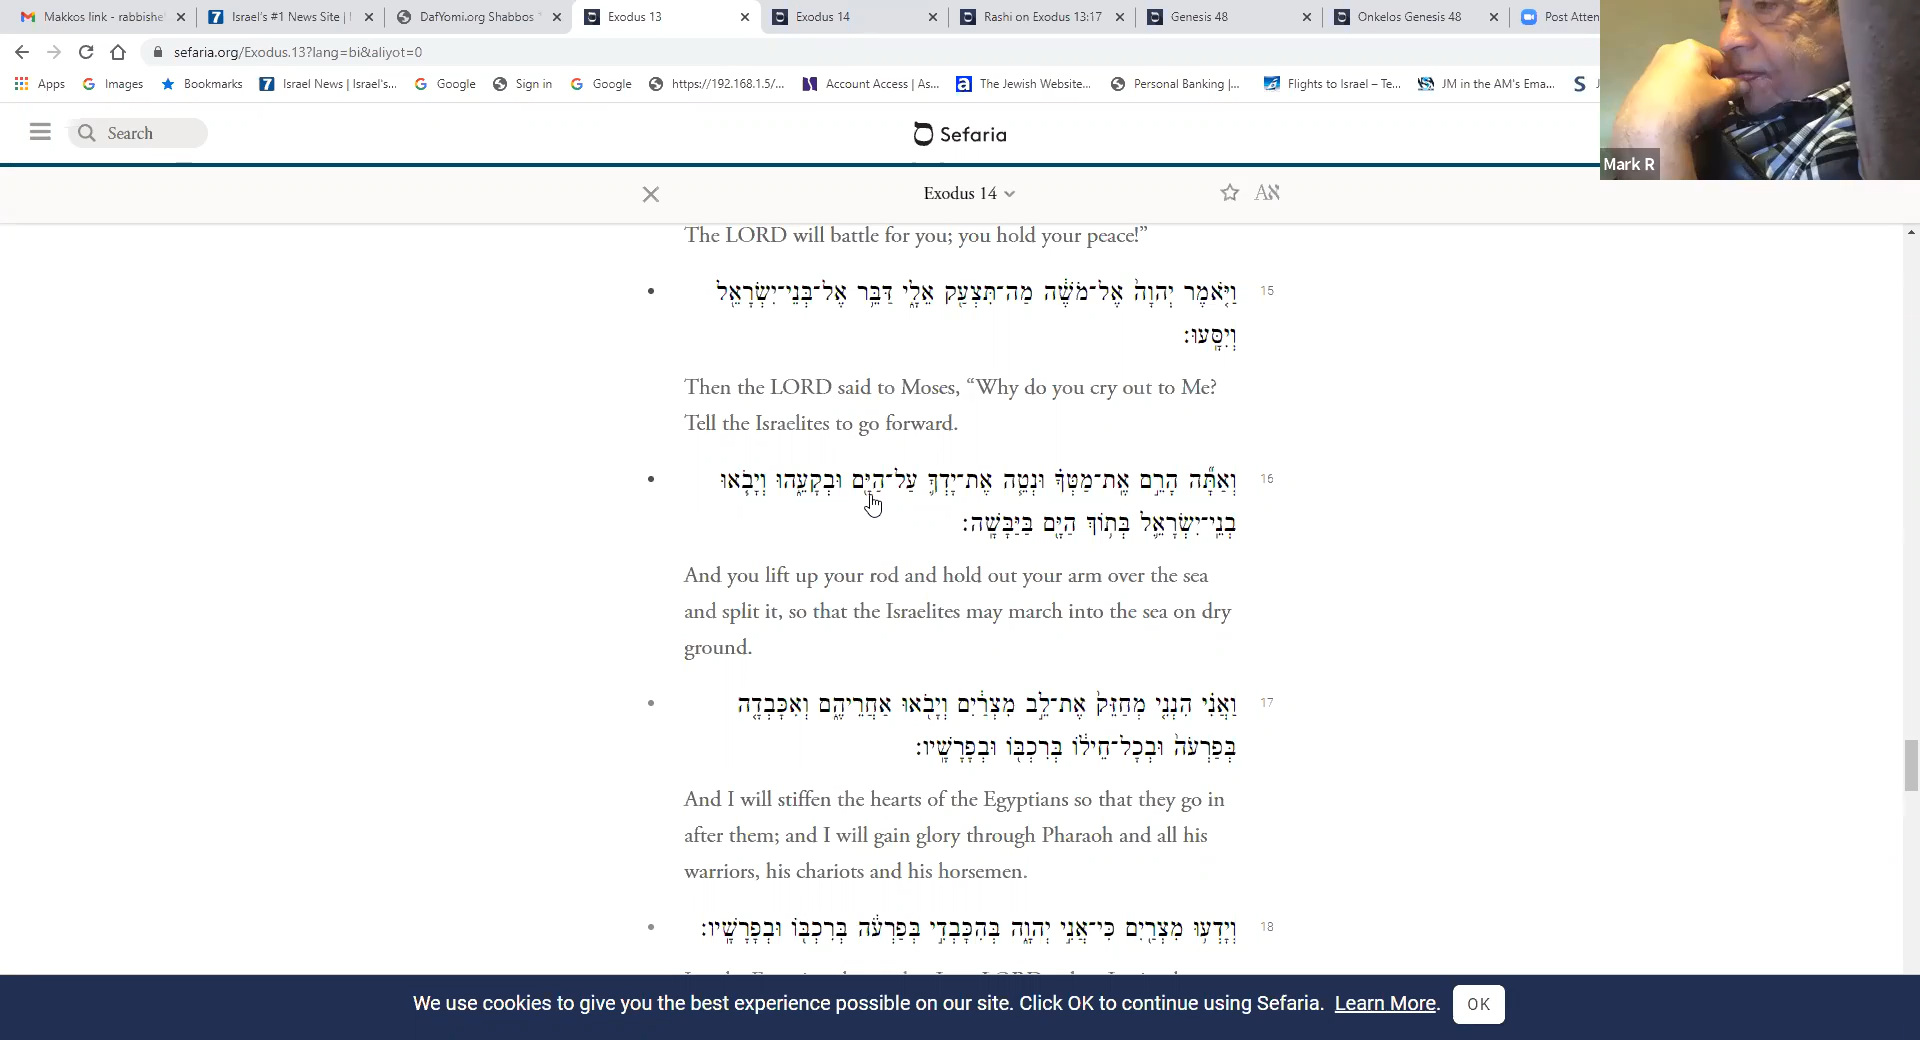 Makkos link - rabbishe
Israel's #1 News Site |
DafYomi.org Shabbos
Exodus 13
Exodus 14
Rashi on Exodus 13:17
Genesis 48
Onkelos Genesis 48
Post Atten
sefaria.org/Exodus.13?lang=bi&aliyot=0
Apps
Images
Bookmarks
Israel News | Israel's...
Google
Sign in
Google
https://192.168.1.5/...
Account Access | As...
The Jewish Website...
Personal Banking |...
Flights to Israel – Te...
JM in the AM's Ema...
Mark R
Search
Sefaria
Exodus 14
Aא
The LORD will battle for you; you hold your peace!”
15
וַיֹּ֤אמֶר יְהוָה֙ אֶל־מֹשֶׁ֔ה מַה־תִּצְעַ֖ק אֵלָ֑י דַּבֵּ֥ר אֶל־בְּנֵי־יִשְׂרָאֵ֖ל
וְיִסָּֽעוּ׃
Then the LORD said to Moses, “Why do you cry out to Me?
Tell the Israelites to go forward.
16
וְאַתָּ֞ה הָרֵ֣ם אֶֽת־מַטְּךָ֗ וּנְטֵ֧ה אֶת־יָדְךָ֛ עַל־הַיָּ֖ם וּבְקָעֵ֑הוּ וְיָבֹ֧אוּ
בְנֵֽי־יִשְׂרָאֵ֛ל בְּת֥וֹךְ הַיָּ֖ם בַּיַּבָּשָֽׁה׃
And you lift up your rod and hold out your arm over the sea
and split it, so that the Israelites may march into the sea on dry
ground.
17
וַאֲנִ֗י הִנְנִ֤י מְחַזֵּק֙ אֶת־לֵ֣ב מִצְרַ֔יִם וְיָבֹ֖אוּ אַחֲרֵיהֶ֑ם וְאִכָּבְדָ֤ה
בְּפַרְעֹה֙ וּבְכָל־חֵיל֔וֹ בְּרִכְבּ֖וֹ וּבְפָרָשָֽׁיו׃
And I will stiffen the hearts of the Egyptians so that they go in
after them; and I will gain glory through Pharaoh and all his
warriors, his chariots and his horsemen.
18
וְיָדְע֥וּ מִצְרַ֖יִם כִּי־אֲנִ֣י יְהוָ֑ה בְּהִכָּבְדִ֣י בְּפַרְעֹ֔ה בְּרִכְבּ֖וֹ וּבְפָרָשָֽׁיו׃
We use cookies to give you the best experience possible on our site. Click OK to continue using Sefaria. Learn More.
OK